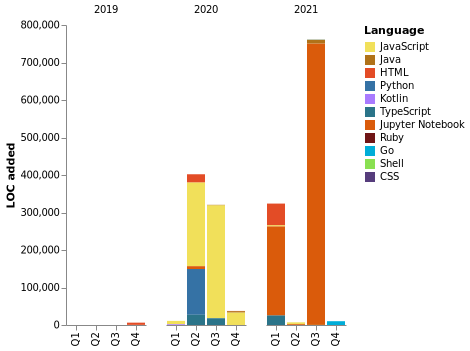 2019 2020 2021
800,000
700,000
600,000
500,000
400,000
300,000
200,000
100,000
0
LOC added
Q1 Q2 Q3 Q4 Q1 Q2 Q3 Q4 Q1 Q2 Q3 Q4
Language
JavaScript
Java
HTML
Python
Kotlin
TypeScript
Jupyter Notebook
Ruby
Go
Shell
CSS